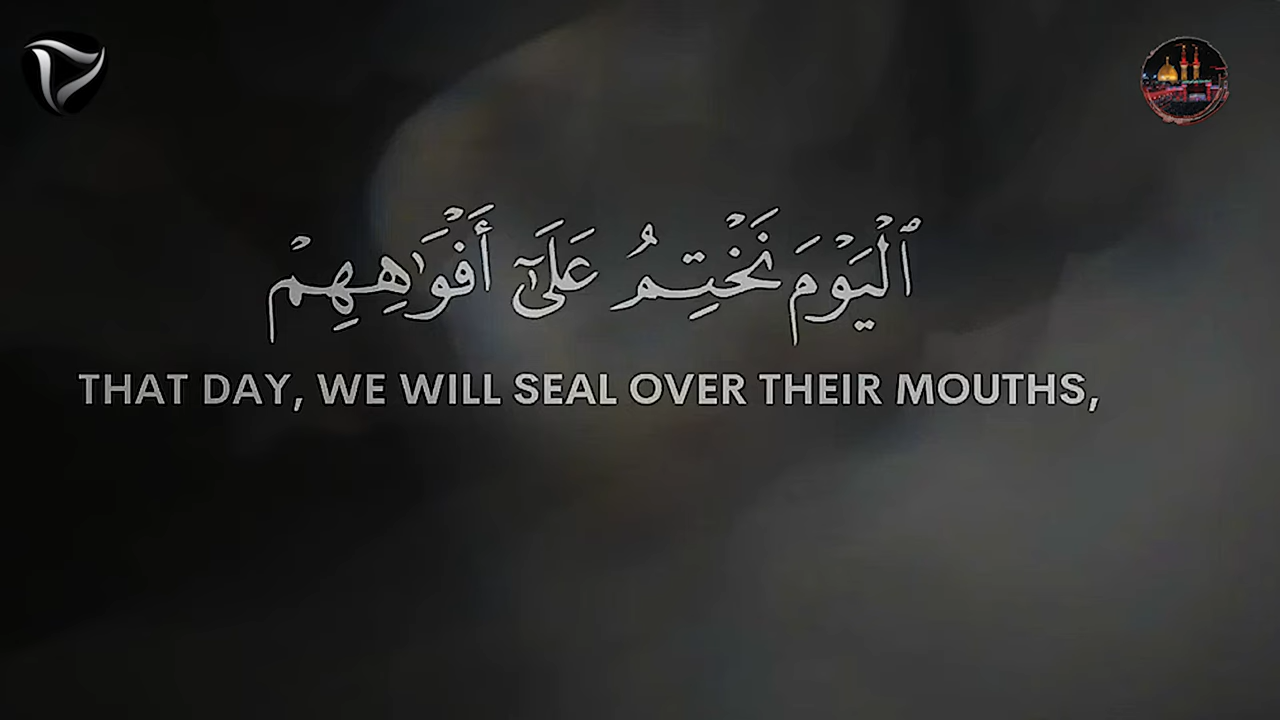 ٱلْيَوْمَ نَخْتِمُ عَلَىٰٓ أَفْوَٰهِهِمْ
THAT DAY, WE WILL SEAL OVER THEIR MOUTHS,